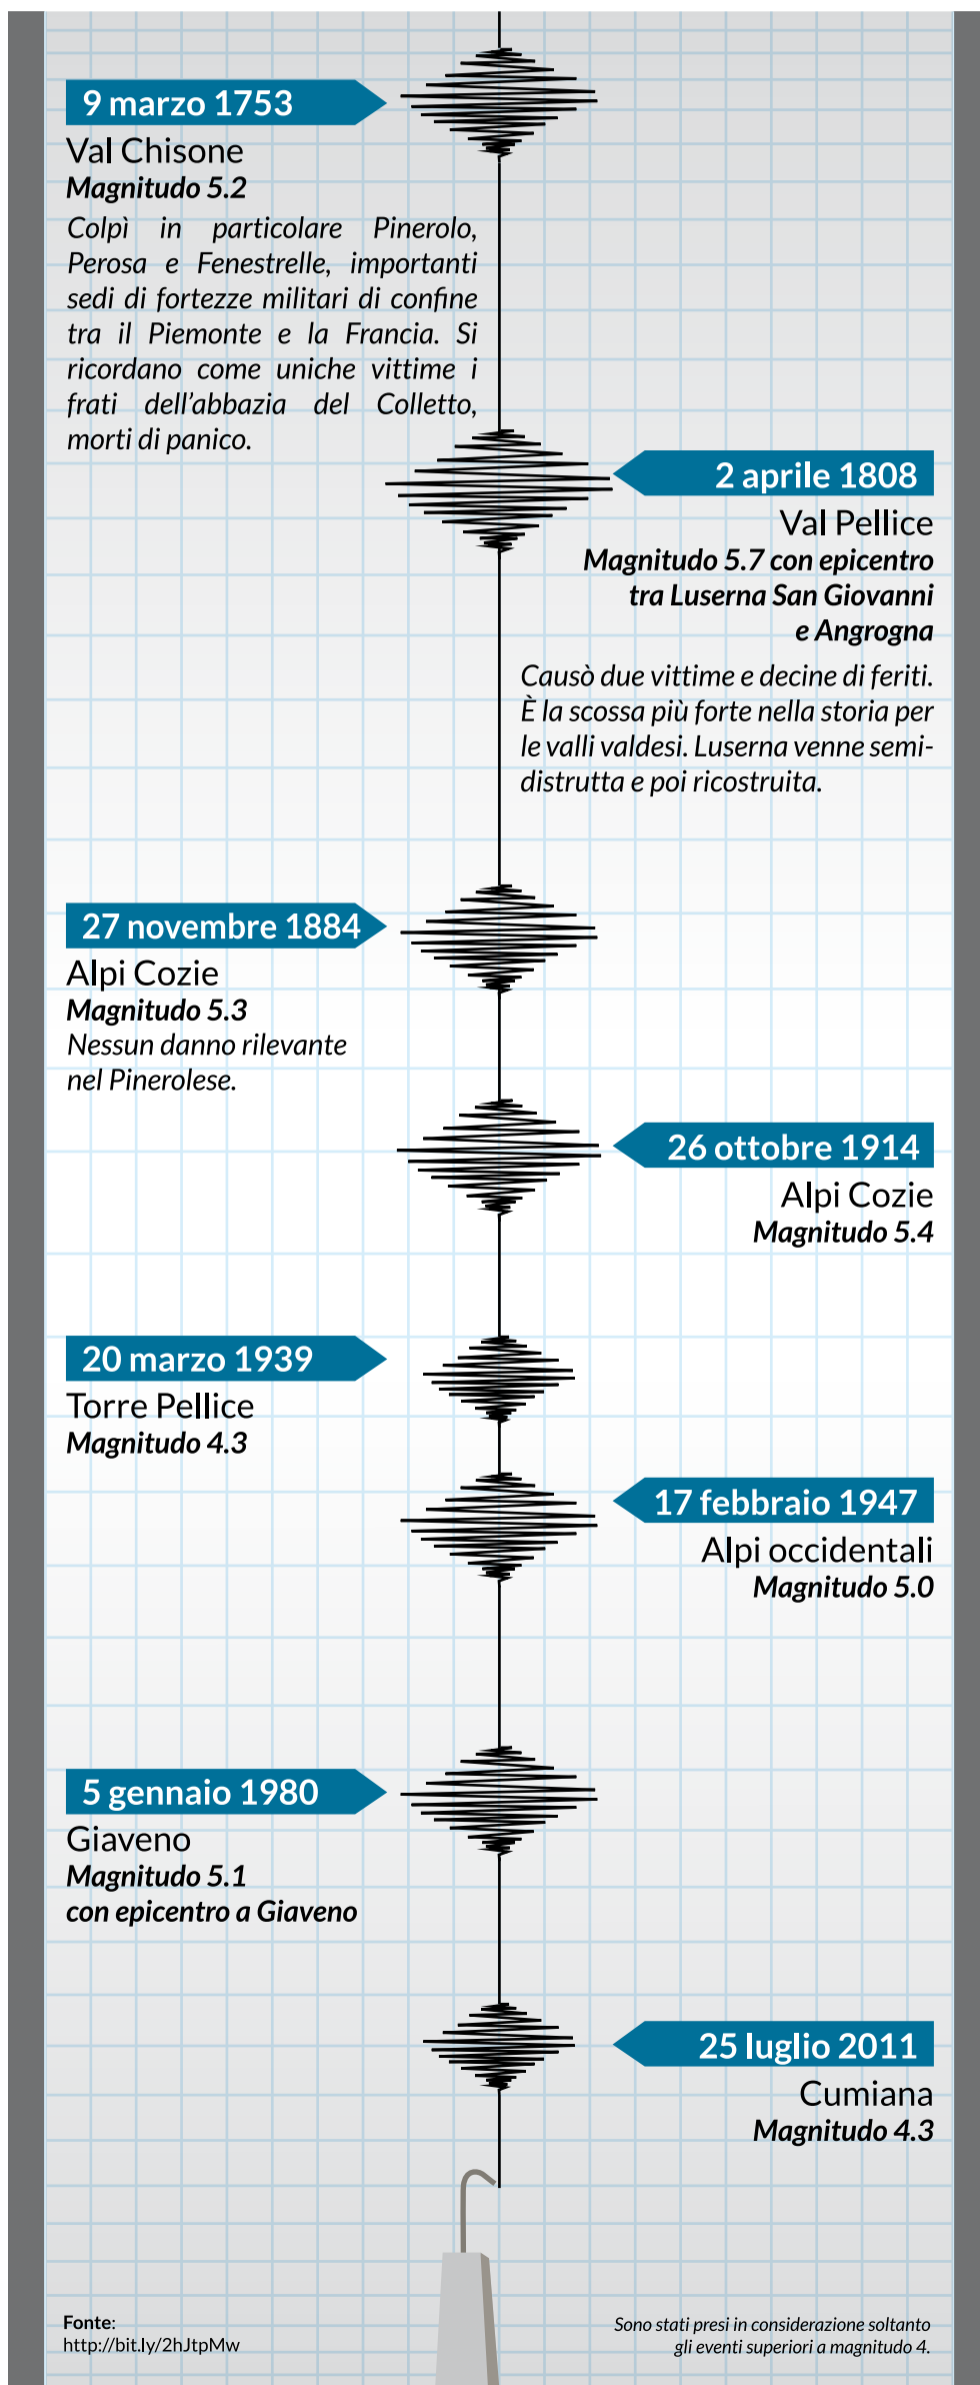 9 marzo 1753
Val Chisone
Magnitudo 5.2
Colpì in particolare Pinerolo,
Perosa e Fenestrelle, importanti
sedi di fortezze militari di confine
tra il Piemonte e la Francia. Si
ricordano come uniche vittime i
frati dell’abbazia del Colletto,
morti di panico.
2 aprile 1808
Val Pellice
Magnitudo 5.7 con epicentro
tra Luserna San Giovanni
e Angrogna
Causò due vittime e decine di feriti.
È la scossa più forte nella storia per
le valli valdesi. Luserna venne semi-
distrutta e poi ricostruita.
27 novembre 1884
Alpi Cozie
Magnitudo 5.3
Nessun danno rilevante
nel Pinerolese.
26 ottobre 1914
Alpi Cozie
Magnitudo 5.4
20 marzo 1939
Torre Pellice
Magnitudo 4.3
17 febbraio 1947
Alpi occidentali
Magnitudo 5.0
5 gennaio 1980
Giaveno
Magnitudo 5.1
con epicentro a Giaveno
25 luglio 2011
Cumiana
Magnitudo 4.3
Fonte:
http://bit.ly/2hJtpMw
Sono stati presi in considerazione soltanto
gli eventi superiori a magnitudo 4.